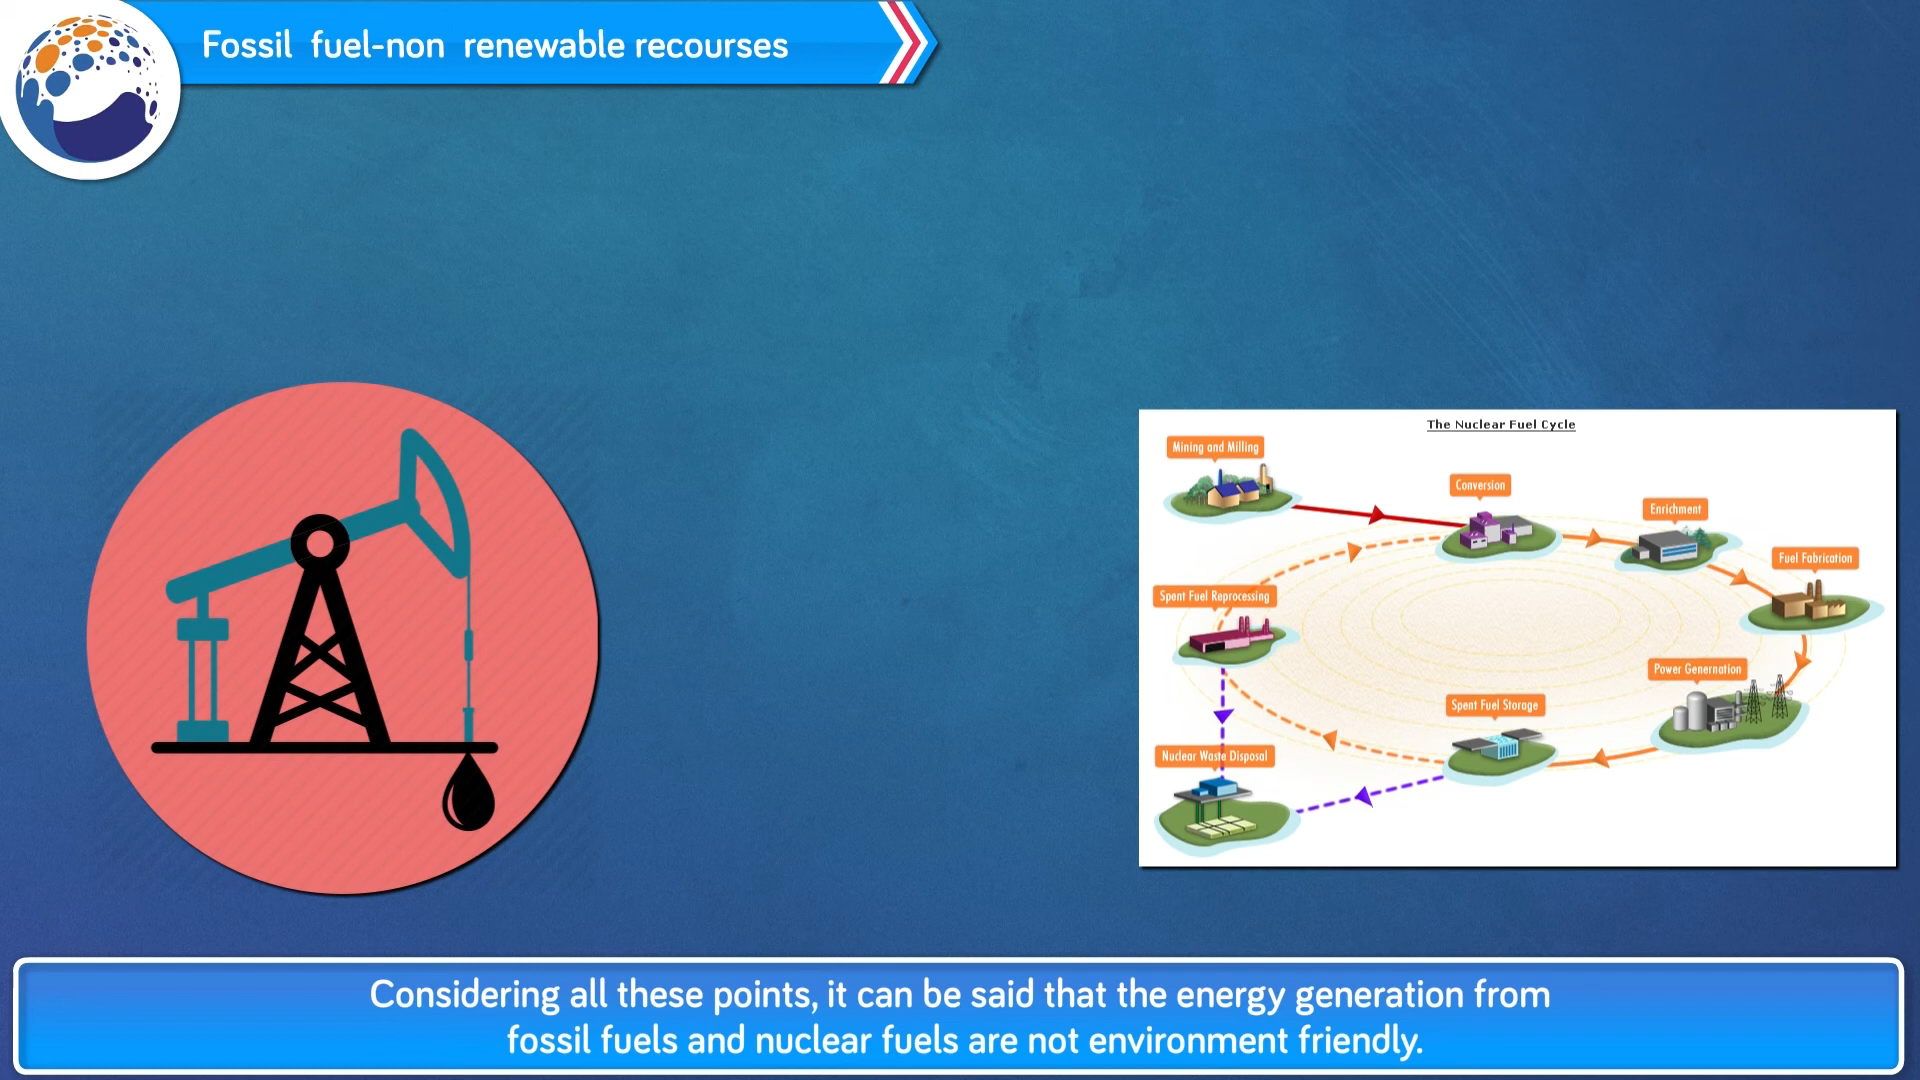 Fossil fuel-non renewable recourses
The Nuclear Fuel Cycle
Mining and Milling
Conversion
Enrichment
Fuel Fabrication
Spent Fuel Reprocessing
Power Genernation
Spent Fuel Storage
Nuclear Waste Disposal
Considering all these points, it can be said that the energy generation from
fossil fuels and nuclear fuels are not environment friendly.